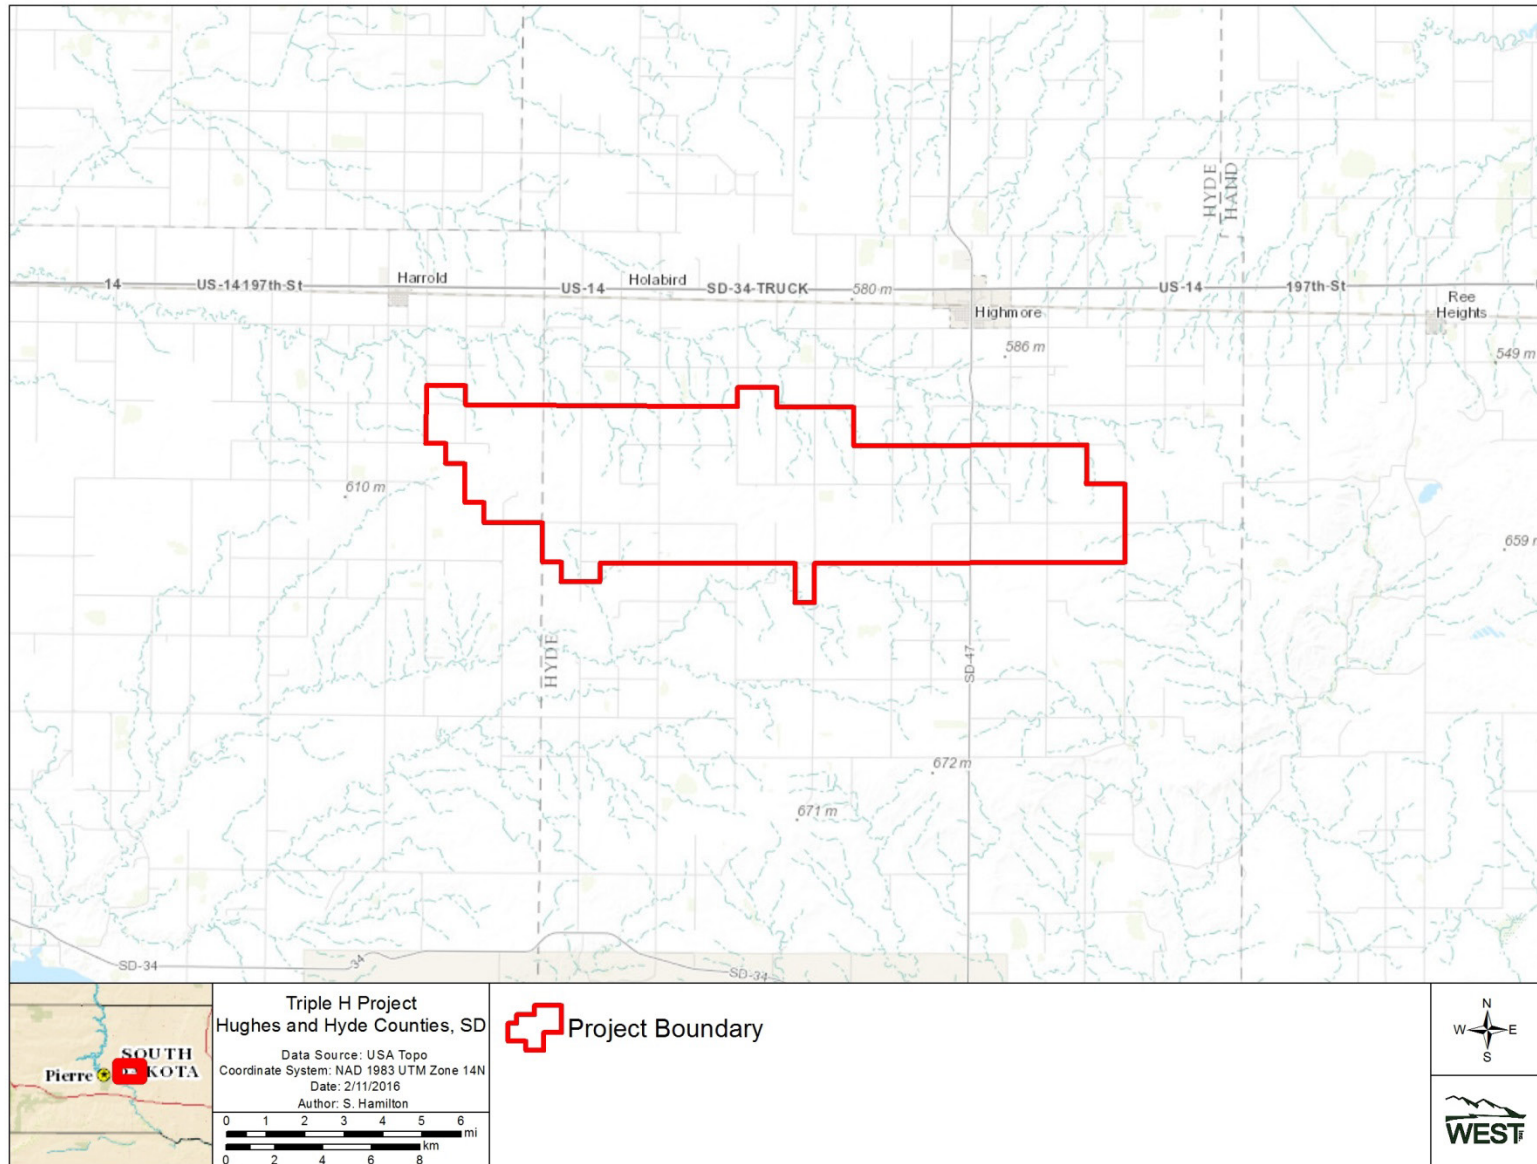 HYDE
HAND
Harrold
Holabird
14
US-14 197th-St
US-14
SD-34-TRUCK
580 m
US-14
197th-St
Ree
Heights
Highmore
586 m
549 m
610 m
659
HYDE
SD-47
672 m
671 m
SD-34
34
SD-34
SOUTH
Pierre
KOTA
Triple H Project
Hughes and Hyde Counties, SD
Data Source: USA Topo
Coordinate System: NAD 1983 UTM Zone 14N
Date: 2/11/2016
Author: S. Hamilton
0 1 2 3 4 5 6
mi
km
0 2 4 6 8
Project Boundary
N
W E
S
WEST